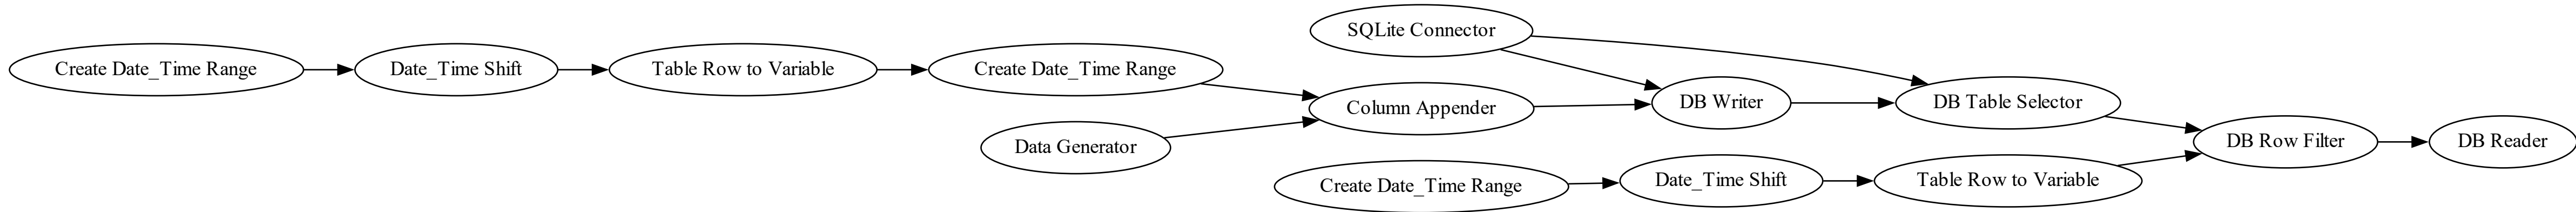 Create Date_Time Range
Date_Time Shift
Table Row to Variable
Create Date_Time Range
Data Generator
SQLite Connector
Column Appender
Create Date_Time Range
DB Writer
Date_Time Shift
DB Table Selector
Table Row to Variable
DB Row Filter
DB Reader